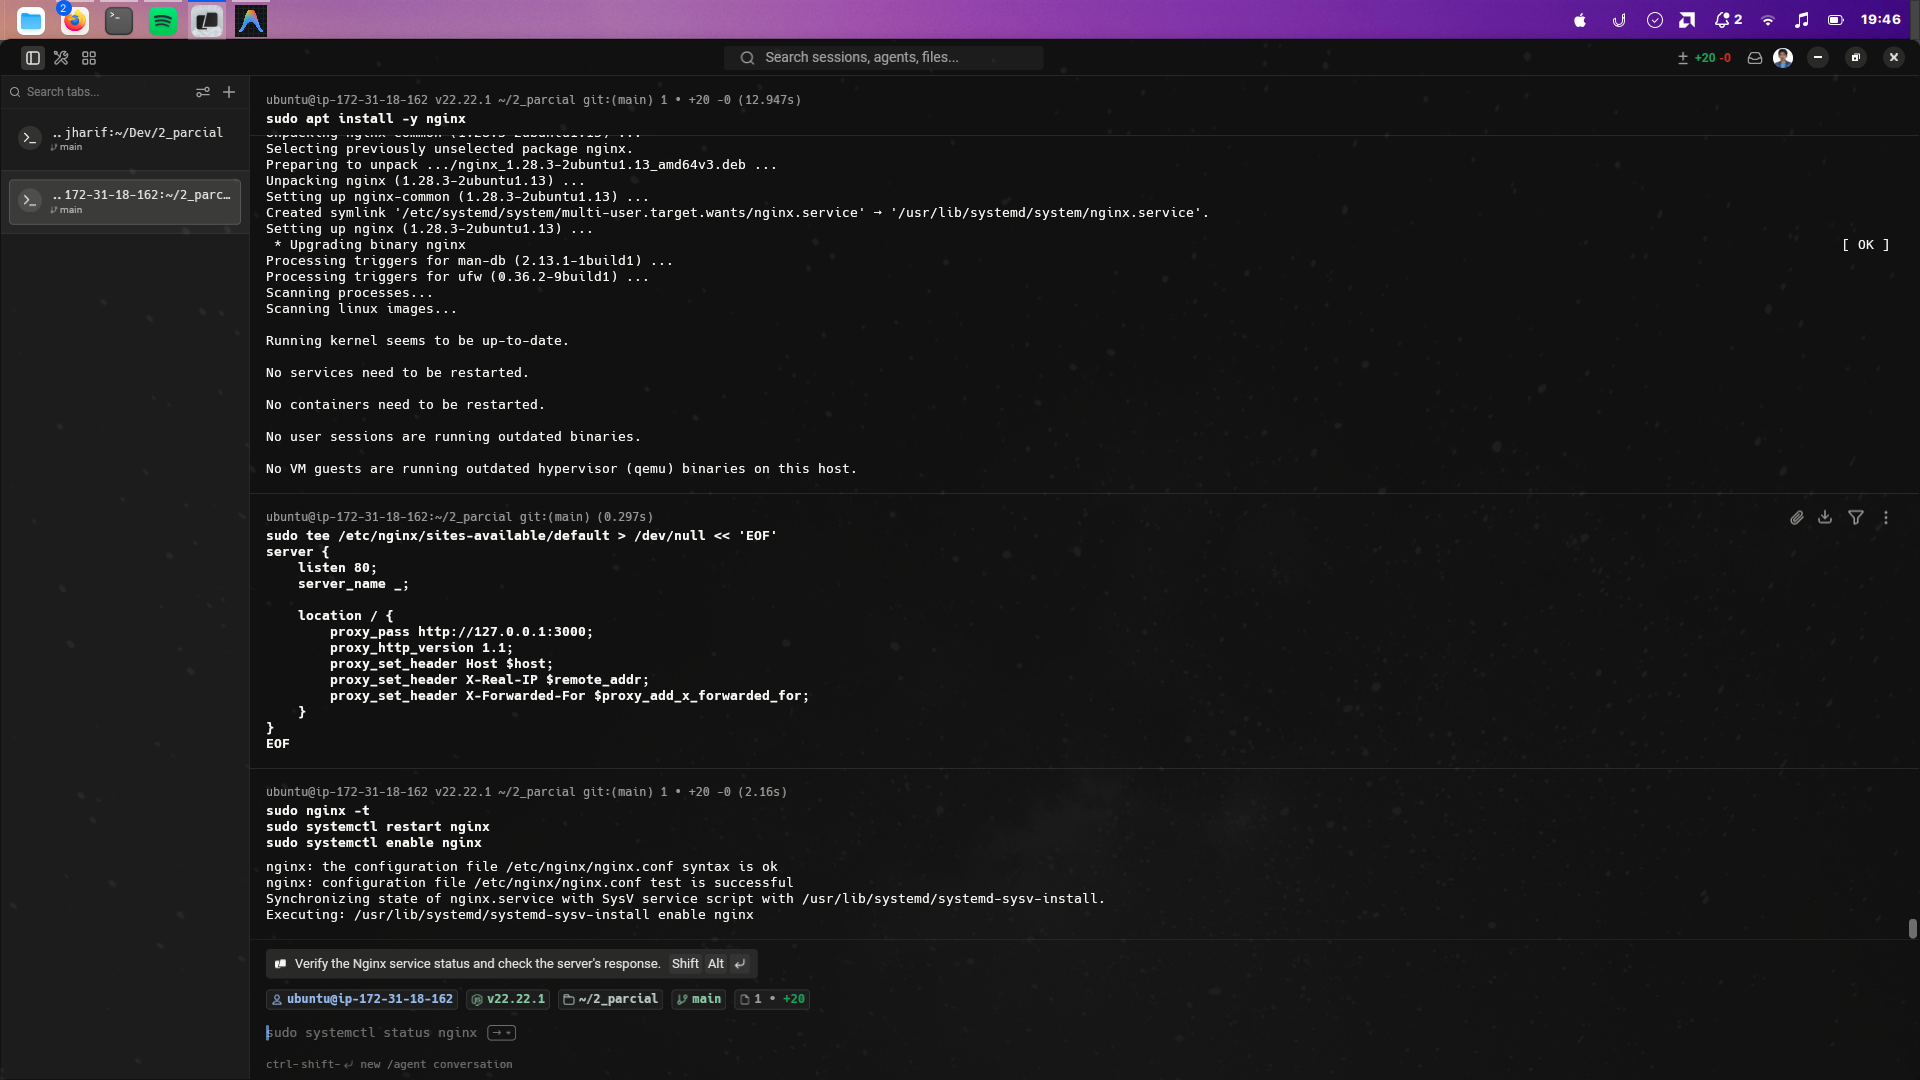 2
2
19:46
Search sessions, agents, files...
+20 -0
Search tabs...
.. jharif:~/Dev/2_parcial
main
.. 172-31-18-162:~/2_parc…
main
ubuntu@ip-172-31-18-162 v22.22.1 ~/2_parcial git:(main) 1 • +20 -0 (12.947s)
sudo apt install -y nginx
Unpacking nginx-common (1.28.3-2ubuntu1.13) ...
Selecting previously unselected package nginx.
Preparing to unpack .../nginx_1.28.3-2ubuntu1.13_amd64v3.deb ...
Unpacking nginx (1.28.3-2ubuntu1.13) ...
Setting up nginx-common (1.28.3-2ubuntu1.13) ...
Created symlink '/etc/systemd/system/multi-user.target.wants/nginx.service' → '/usr/lib/systemd/system/nginx.service'.
Setting up nginx (1.28.3-2ubuntu1.13) ...
* Upgrading binary nginx [ OK ]
Processing triggers for man-db (2.13.1-1build1) ...
Processing triggers for ufw (0.36.2-9build1) ...
Scanning processes...
Scanning linux images...
Running kernel seems to be up-to-date.
No services need to be restarted.
No containers need to be restarted.
No user sessions are running outdated binaries.
No VM guests are running outdated hypervisor (qemu) binaries on this host.
ubuntu@ip-172-31-18-162:~/2_parcial git:(main) (0.297s)
sudo tee /etc/nginx/sites-available/default > /dev/null << 'EOF'
server {
    listen 80;
    server_name _;
    location / {
        proxy_pass http://127.0.0.1:3000;
        proxy_http_version 1.1;
        proxy_set_header Host $host;
        proxy_set_header X-Real-IP $remote_addr;
        proxy_set_header X-Forwarded-For $proxy_add_x_forwarded_for;
    }
}
EOF
ubuntu@ip-172-31-18-162 v22.22.1 ~/2_parcial git:(main) 1 • +20 -0 (2.16s)
sudo nginx -t
sudo systemctl restart nginx
sudo systemctl enable nginx
nginx: the configuration file /etc/nginx/nginx.conf syntax is ok
nginx: configuration file /etc/nginx/nginx.conf test is successful
Synchronizing state of nginx.service with SysV service script with /usr/lib/systemd/systemd-sysv-install.
Executing: /usr/lib/systemd/systemd-sysv-install enable nginx
Verify the Nginx service status and check the server's response. Shift Alt ↵
ubuntu@ip-172-31-18-162 v22.22.1 ~/2_parcial main 1 • +20
sudo systemctl status nginx →
ctrl-shift-↵ new /agent conversation